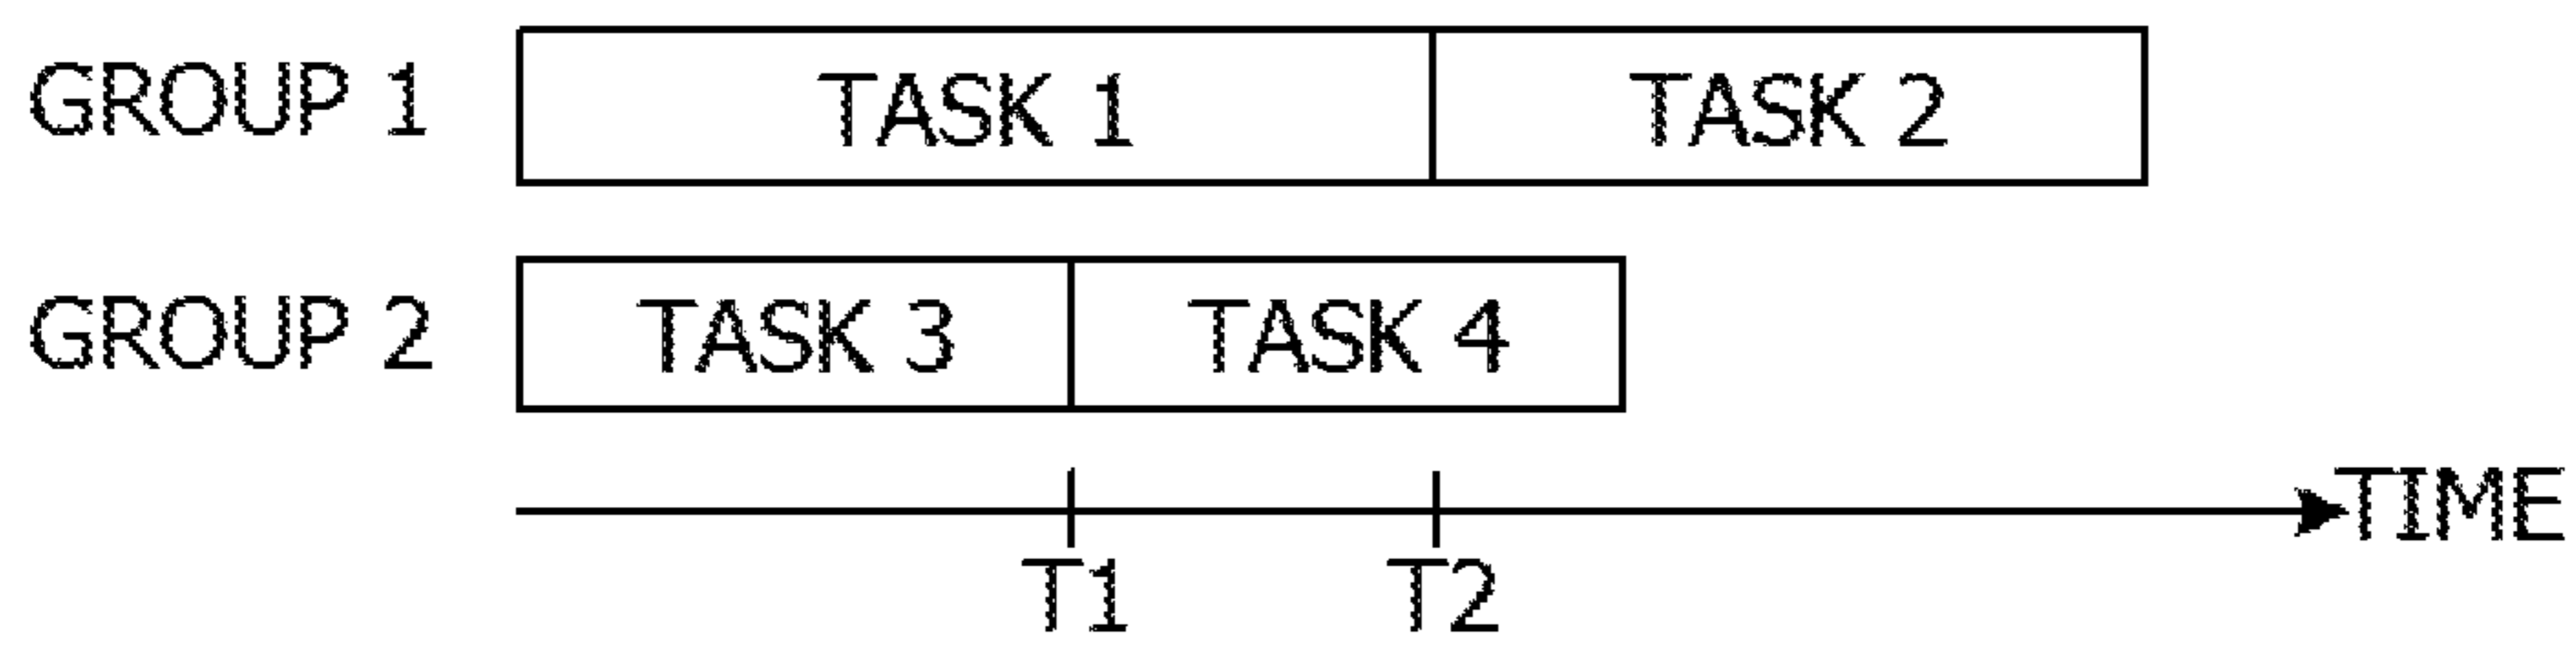 GROUP 1 TASK 1 TASK 2
GROUP 2 TASK 3 TASK 4
TIME
T1 T2